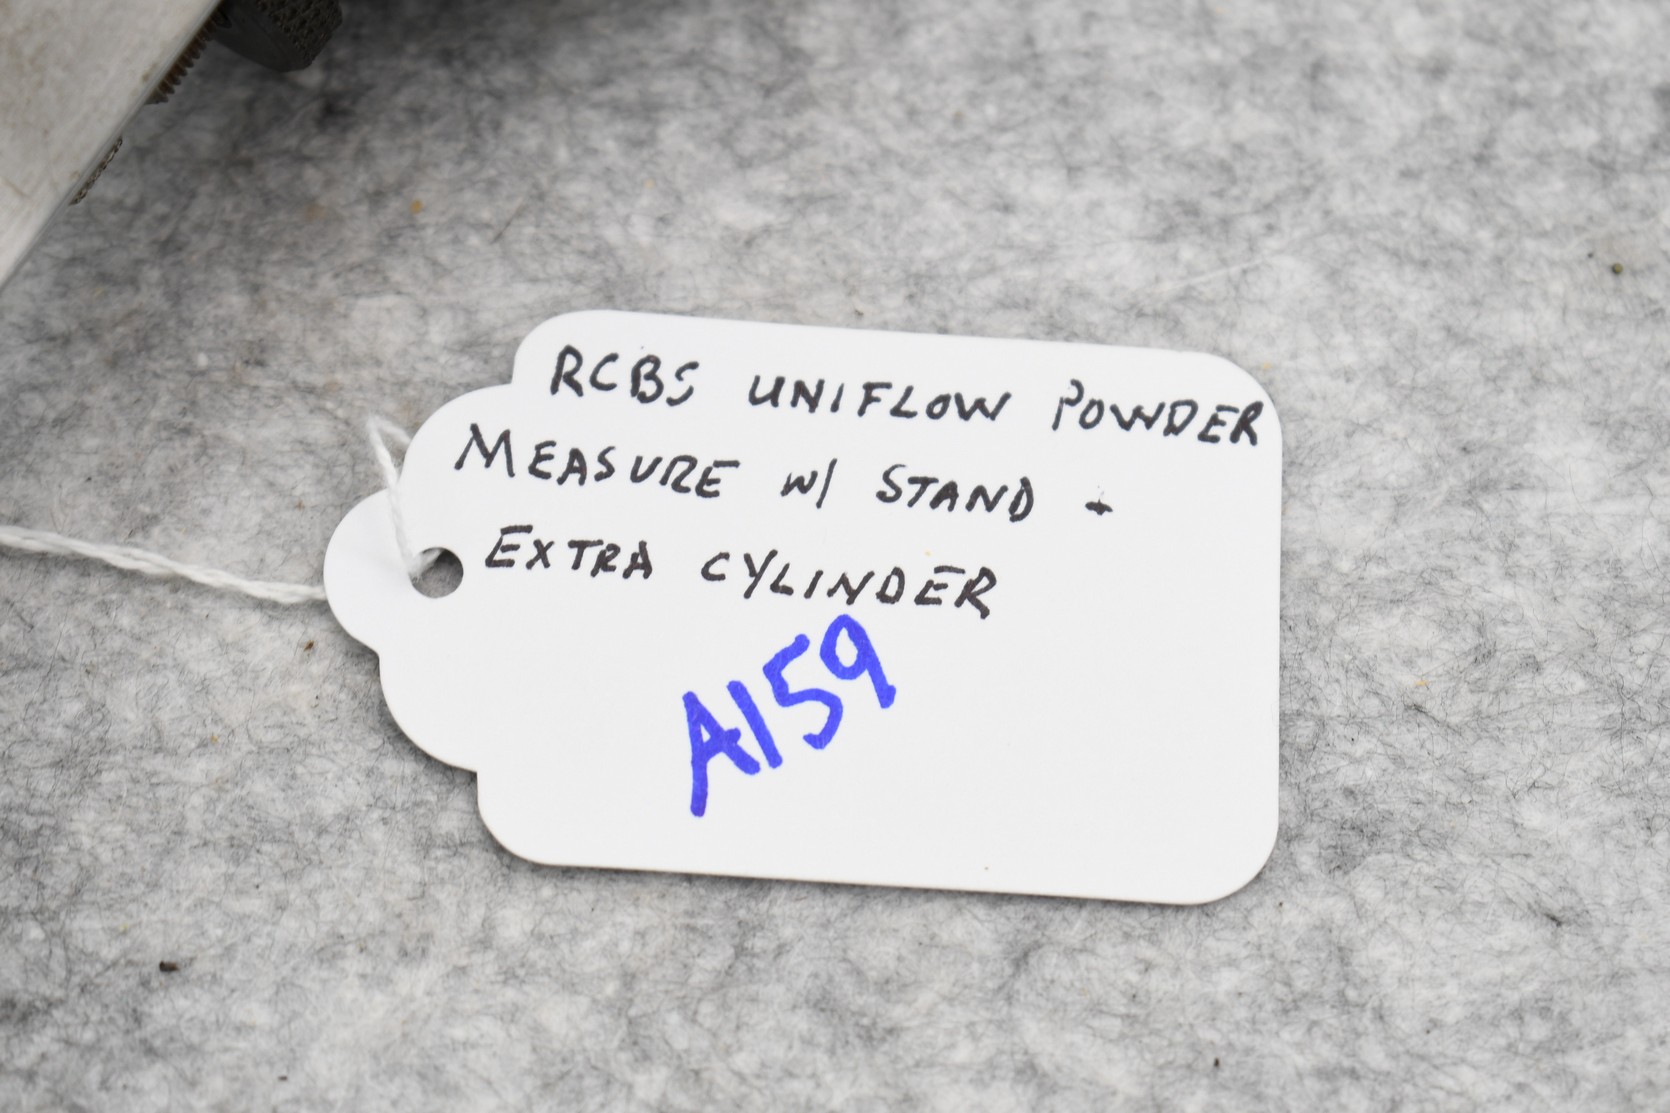 RCBS UNIFLOW POWDER
MEASURE W/ STAND +
EXTRA CYLINDER
A159